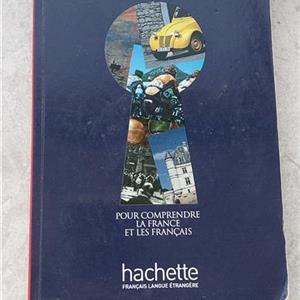 POUR COMPRENDRE
LA FRANCE
ET LES FRANÇAIS
hachette
FRANÇAIS LANGUE ÉTRANGÈRE